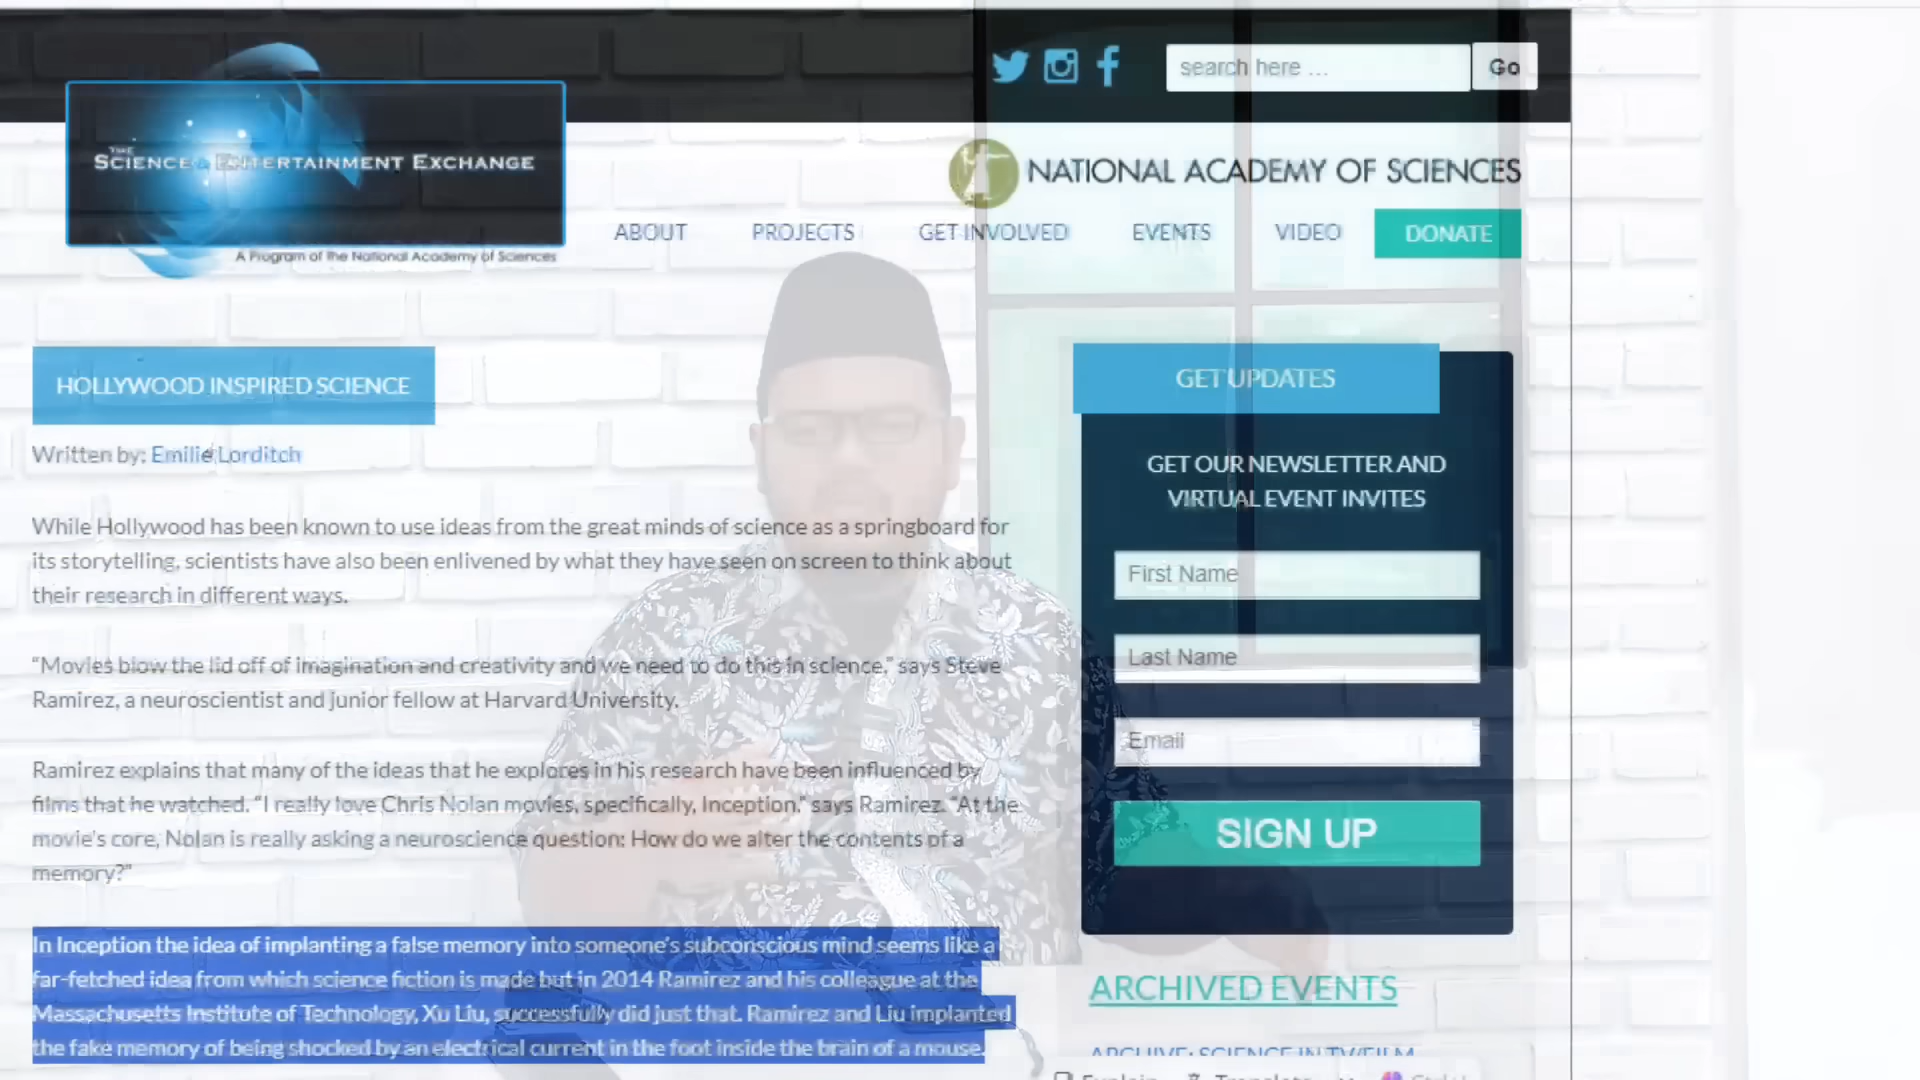 search here ...
Go
THE
SCIENCE & ENTERTAINMENT EXCHANGE
A Program of the National Academy of Sciences
NATIONAL ACADEMY OF SCIENCES
ABOUT
PROJECTS
GET INVOLVED
EVENTS
VIDEO
DONATE
HOLLYWOOD INSPIRED SCIENCE
Written by: Emilie Lorditch
While Hollywood has been known to use ideas from the great minds of science as a springboard for
its storytelling, scientists have also been enlivened by what they have seen on screen to think about
their research in different ways.
“Movies blow the lid off of imagination and creativity and we need to do this in science,” says Steve
Ramirez, a neuroscientist and junior fellow at Harvard University.
Ramirez explains that many of the ideas that he explores in his research have been influenced by
films that he watched. “I really love Chris Nolan movies, specifically, Inception,” says Ramirez. “At the
movie's core, Nolan is really asking a neuroscience question: How do we alter the contents of a
memory?”
In Inception the idea of implanting a false memory into someone's subconscious mind seems like a
far-fetched idea from which science fiction is made but in 2014 Ramirez and his colleague at the
Massachusetts Institute of Technology, Xu Liu, successfully did just that. Ramirez and Liu implanted
the fake memory of being shocked by an electrical current in the foot inside the brain of a mouse.
GET UPDATES
GET OUR NEWSLETTER AND
VIRTUAL EVENT INVITES
First Name
Last Name
Email
SIGN UP
ARCHIVED EVENTS
ARCHIVE: SCIENCE IN TV/FILM
Explain
Translate